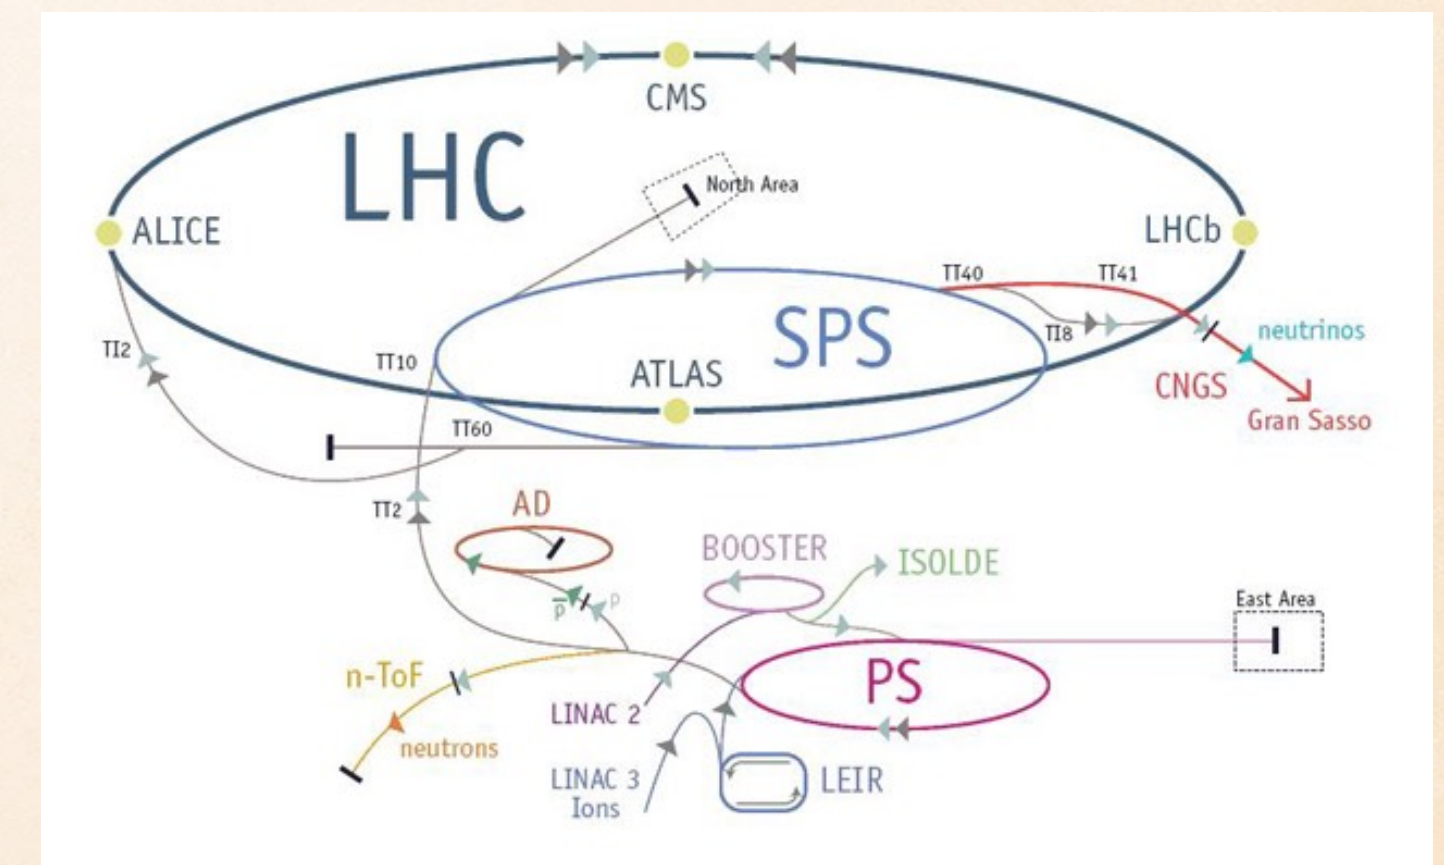 CMS
LHC
North Area
ALICE
LHCb
TT40
TT41
SPS
TI8
neutrinos
TI2
TT10
ATLAS
CNGS
Gran Sasso
TT60
TT2
AD
BOOSTER
ISOLDE
p̅
p
East Area
n-ToF
PS
LINAC 2
neutrons
LINAC 3
Ions
LEIR